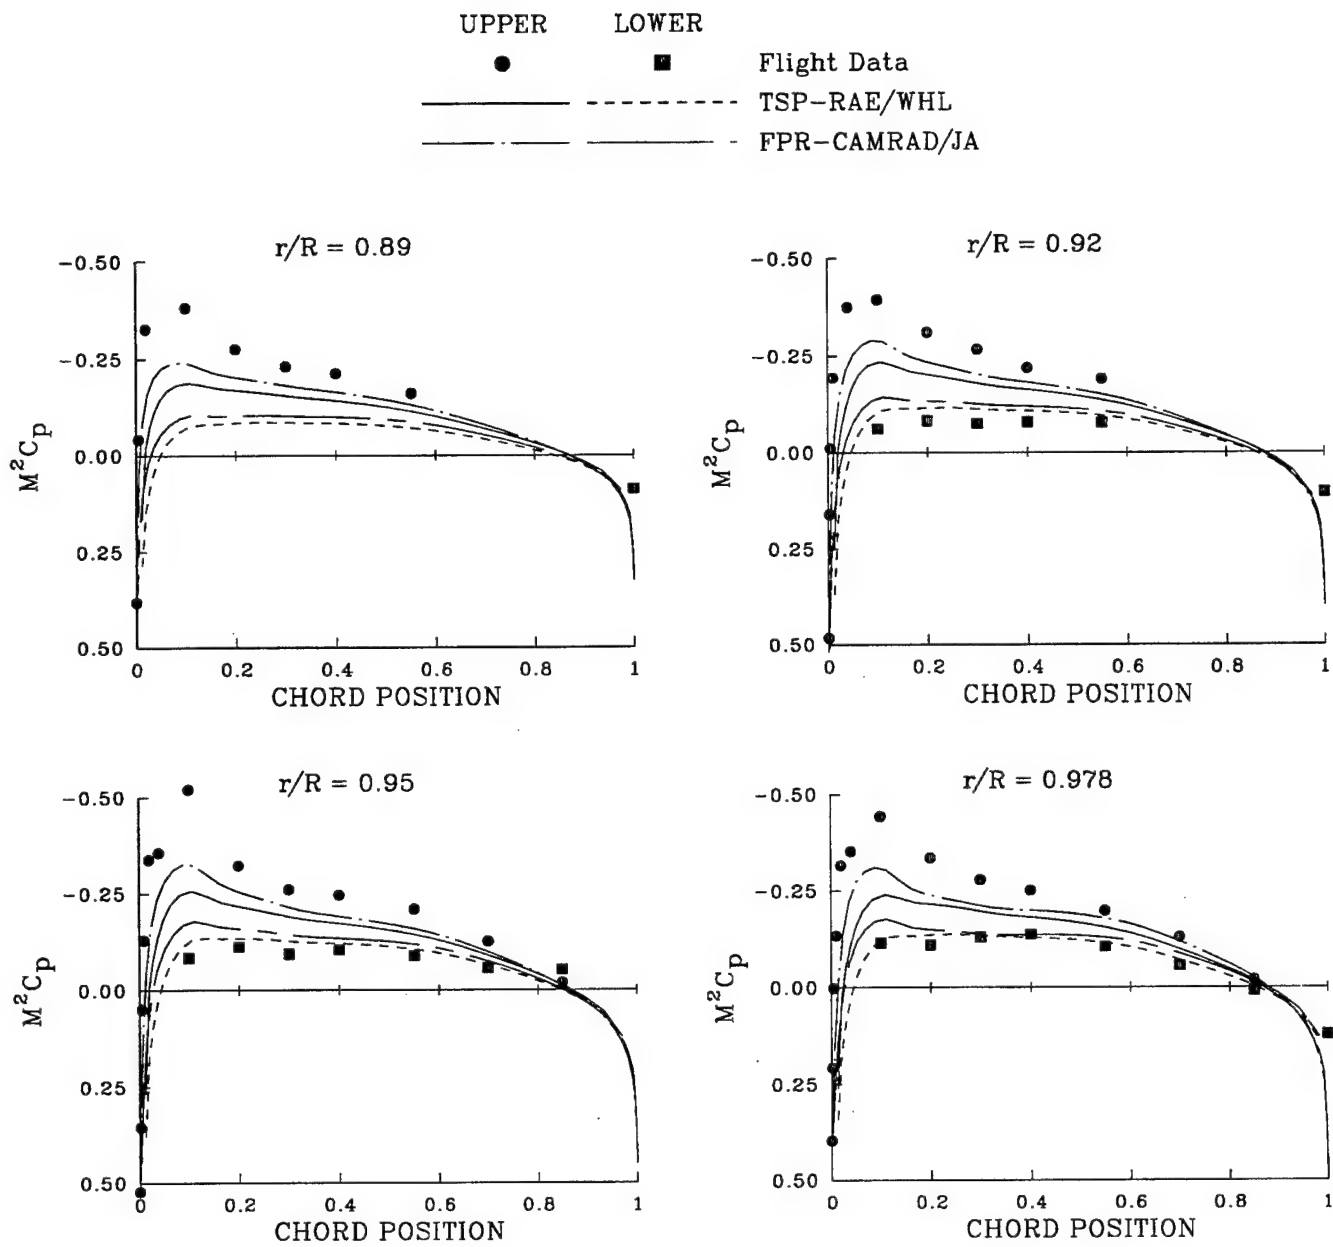 UPPER LOWER
Flight Data
TSP-RAE/WHL
FPR-CAMRAD/JA
r/R = 0.89
-0.50
-0.25
0.00
0.25
0.50
M²Cp
0 0.2 0.4 0.6 0.8 1
CHORD POSITION
r/R = 0.92
-0.50
-0.25
0.00
0.25
0.50
M²Cp
0 0.2 0.4 0.6 0.8 1
CHORD POSITION
r/R = 0.95
-0.50
-0.25
0.00
0.25
0.50
M²Cp
0 0.2 0.4 0.6 0.8 1
CHORD POSITION
r/R = 0.978
-0.50
-0.25
0.00
0.25
0.50
M²Cp
0 0.2 0.4 0.6 0.8 1
CHORD POSITION